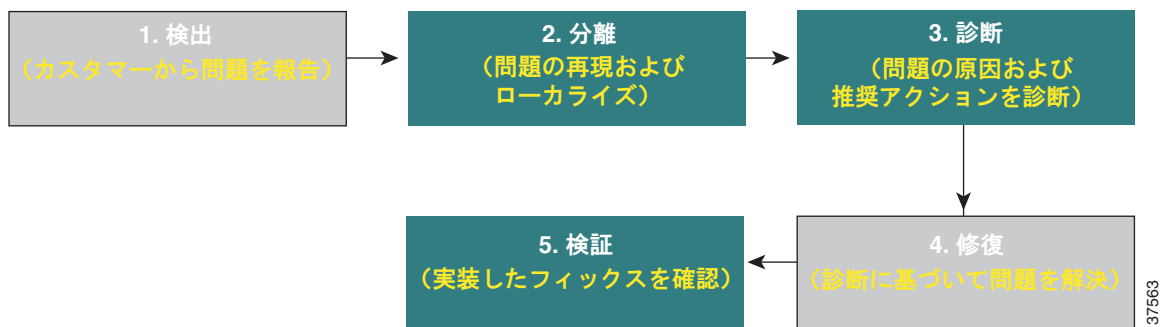 1. 検出
（カスタマーから問題を報告）
2. 分離
（問題の再現および
ローカライズ）
3. 診断
（問題の原因および
推奨アクションを診断）
4. 修復
（診断に基づいて問題を解決）
5. 検証
（実装したフィックスを確認）
37563